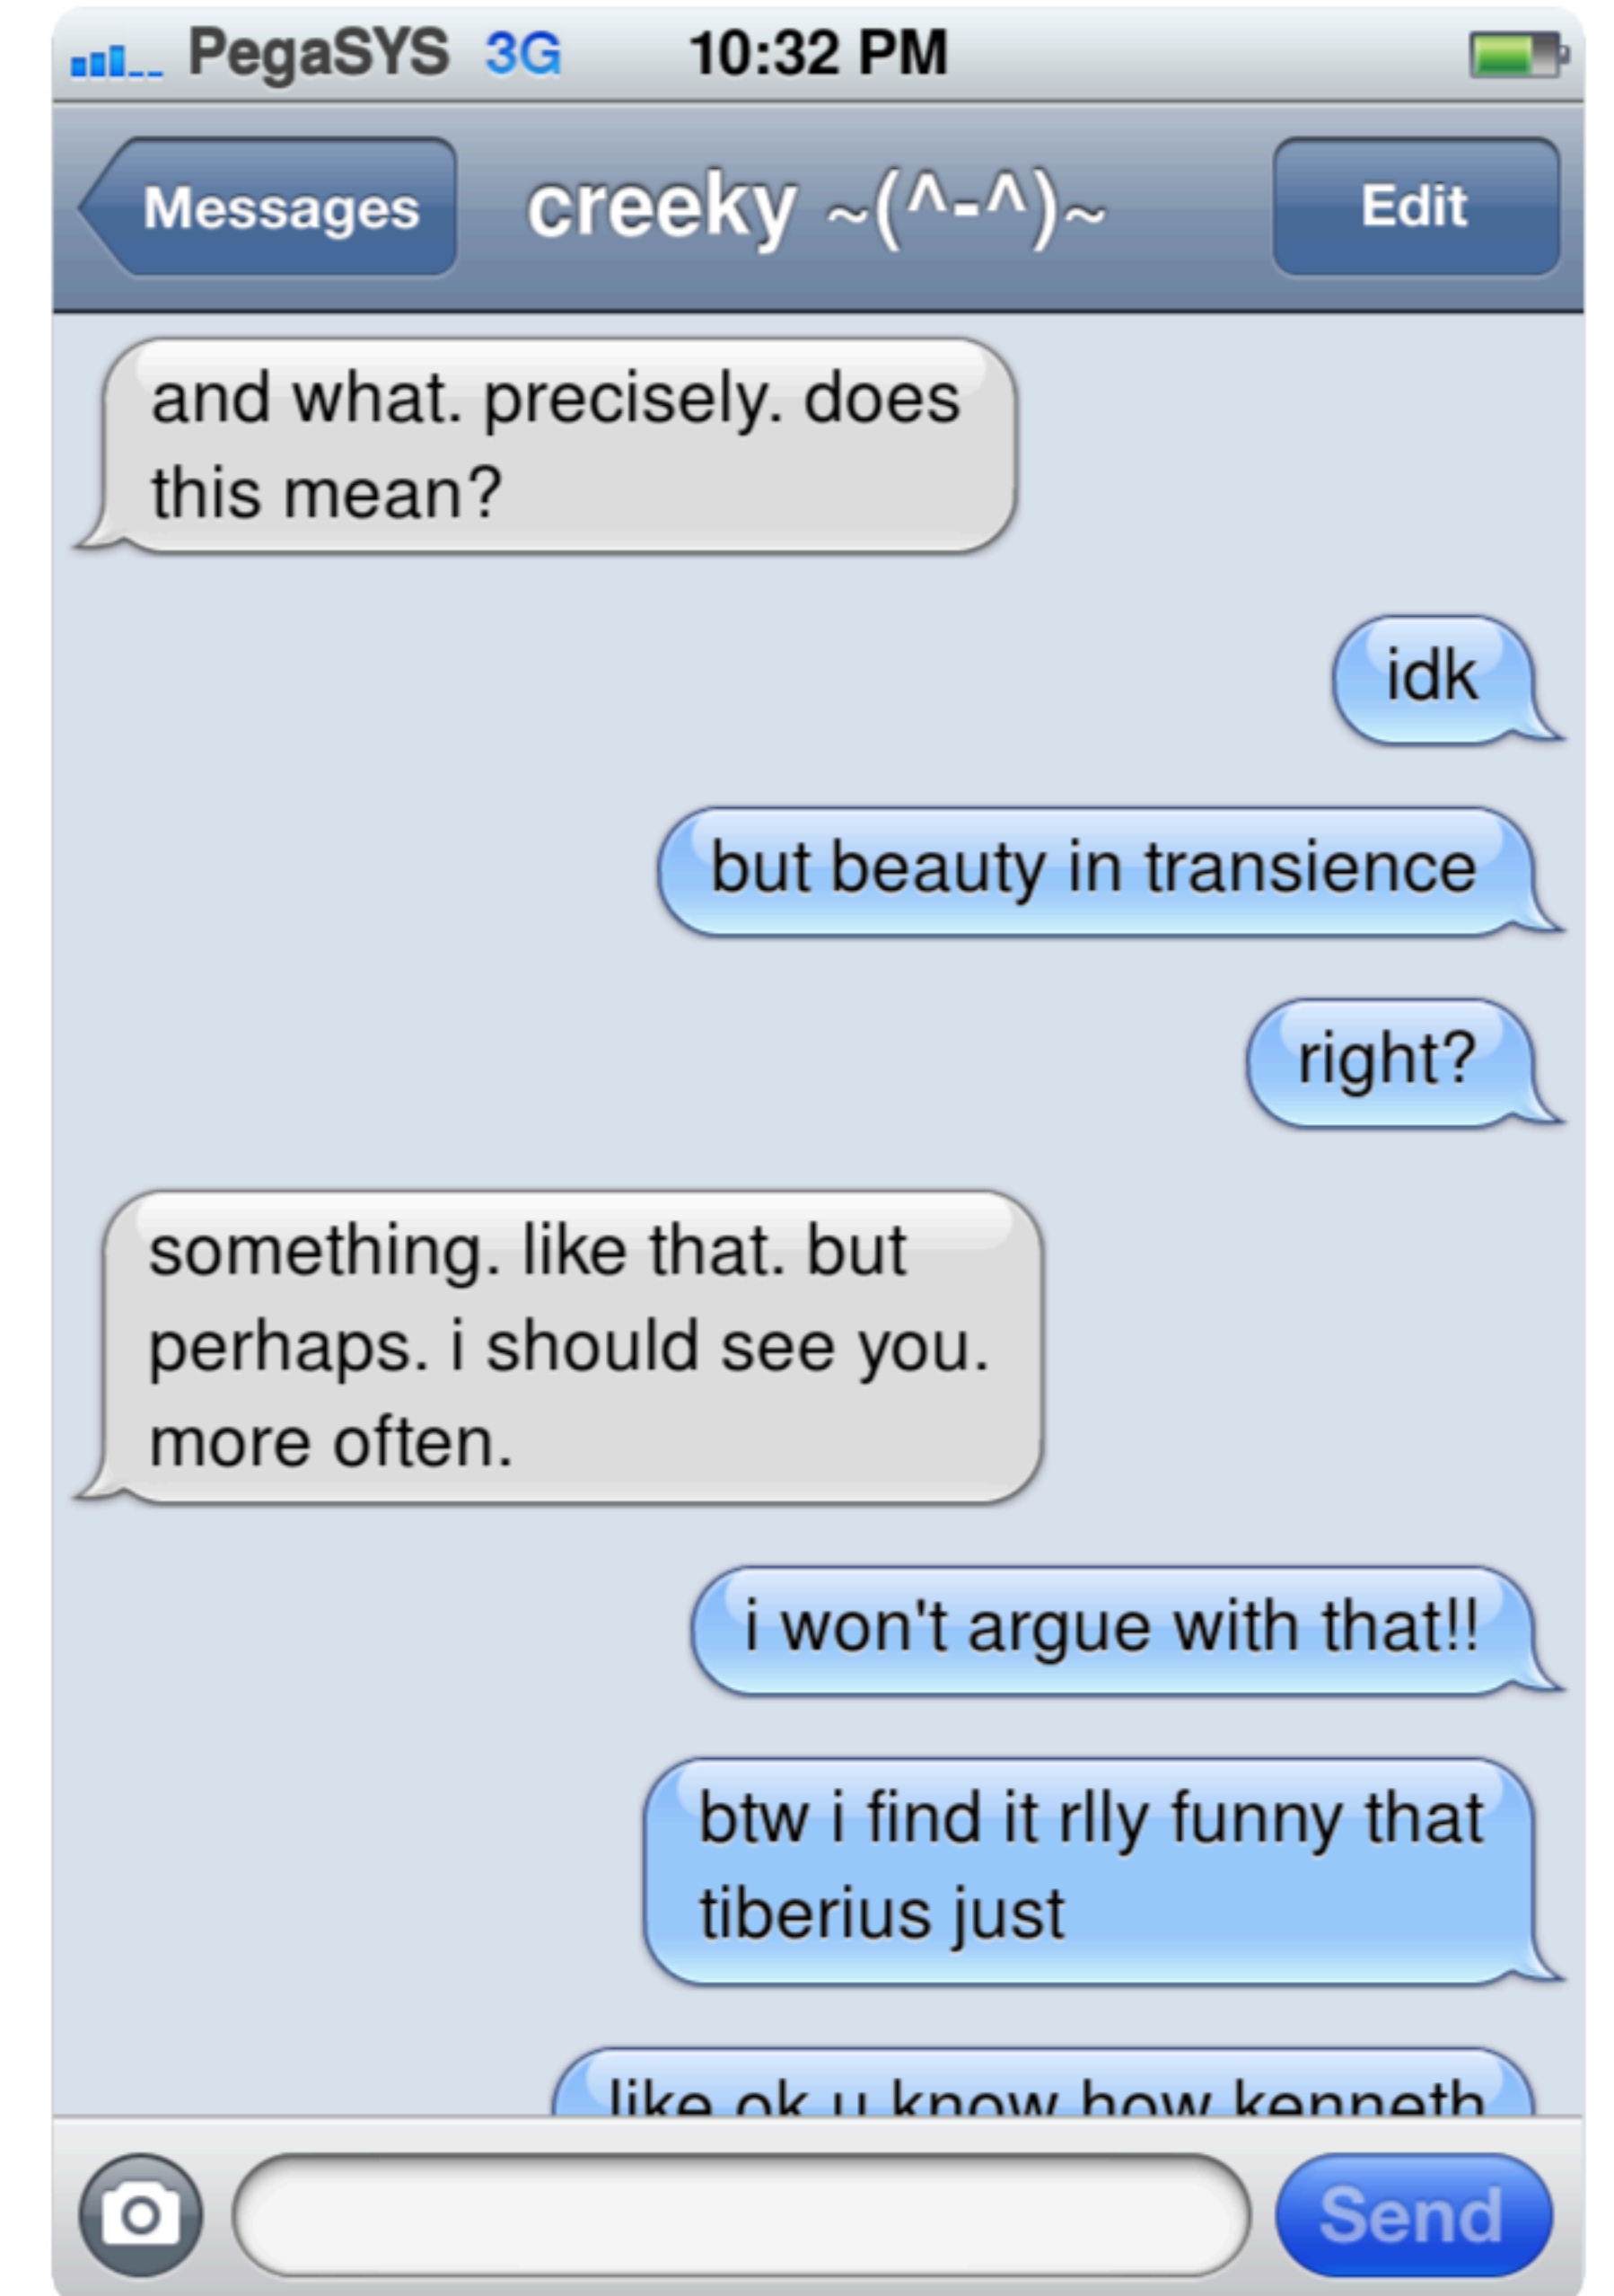 PegaSYS 3G 10:32 PM
Messages creeky ~(^-^)~ Edit
and what. precisely. does
this mean?
idk
but beauty in transience
right?
something. like that. but
perhaps. i should see you.
more often.
i won't argue with that!!
btw i find it rlly funny that
tiberius just
like ok u know how kenneth
Send